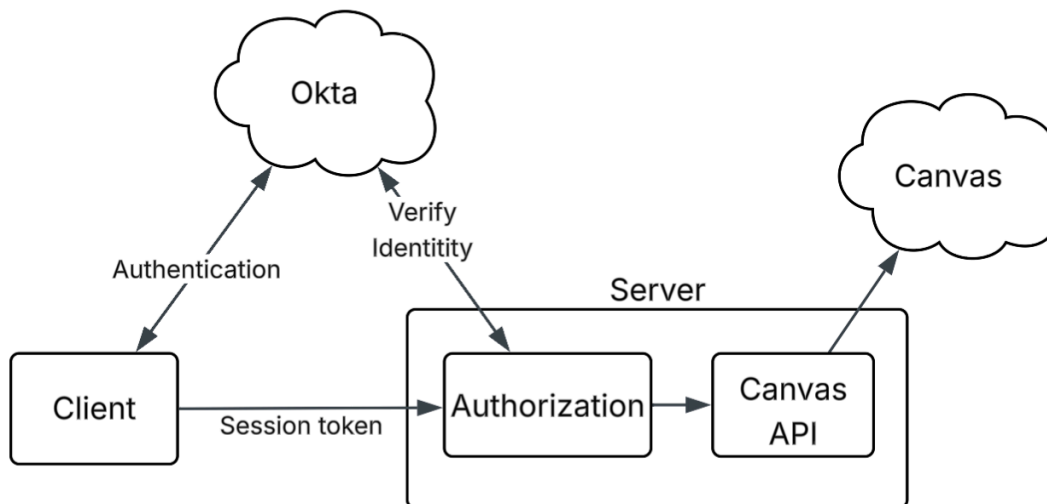 Okta
Canvas
Verify
Identitity
Authentication
Server
Client
Session token
Authorization
Canvas
API